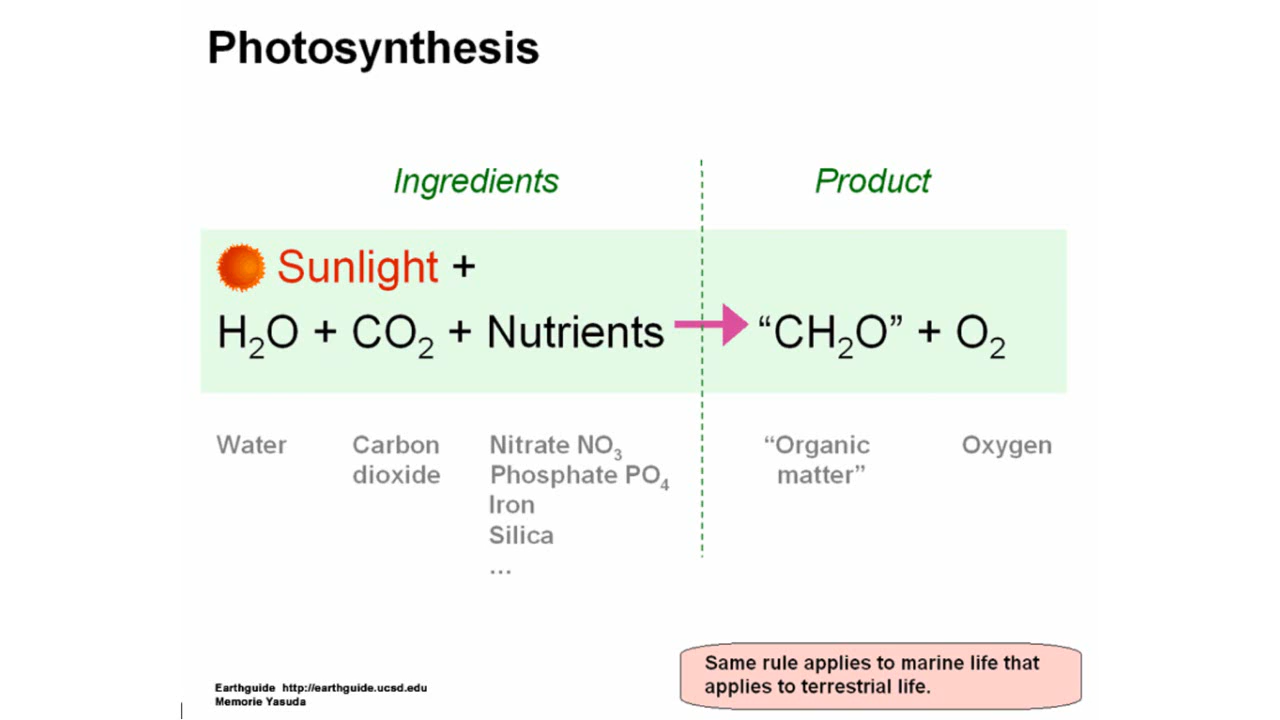 Photosynthesis
Ingredients
Product
Sunlight +
H₂O + CO₂ + Nutrients → “CH₂O” + O₂
Water
Carbon
dioxide
Nitrate NO₃
Phosphate PO₄
Iron
Silica
...
“Organic
matter”
Oxygen
Same rule applies to marine life that
applies to terrestrial life.
Earthguide http://earthguide.ucsd.edu
Memorie Yasuda